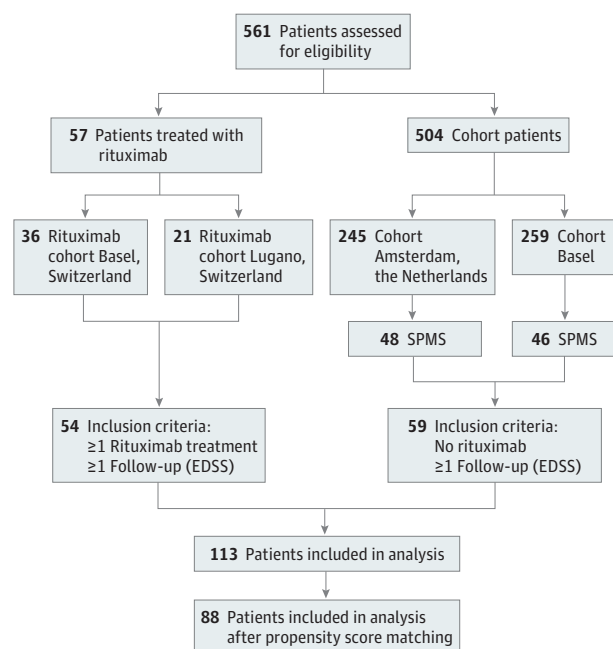 561 Patients assessed
for eligibility
57 Patients treated with
rituximab
504 Cohort patients
36 Rituximab
cohort Basel,
Switzerland
21 Rituximab
cohort Lugano,
Switzerland
245 Cohort
Amsterdam,
the Netherlands
259 Cohort
Basel
48 SPMS
46 SPMS
54 Inclusion criteria:
≥1 Rituximab treatment
≥1 Follow-up (EDSS)
59 Inclusion criteria:
No rituximab
≥1 Follow-up (EDSS)
113 Patients included in analysis
88 Patients included in analysis
after propensity score matching